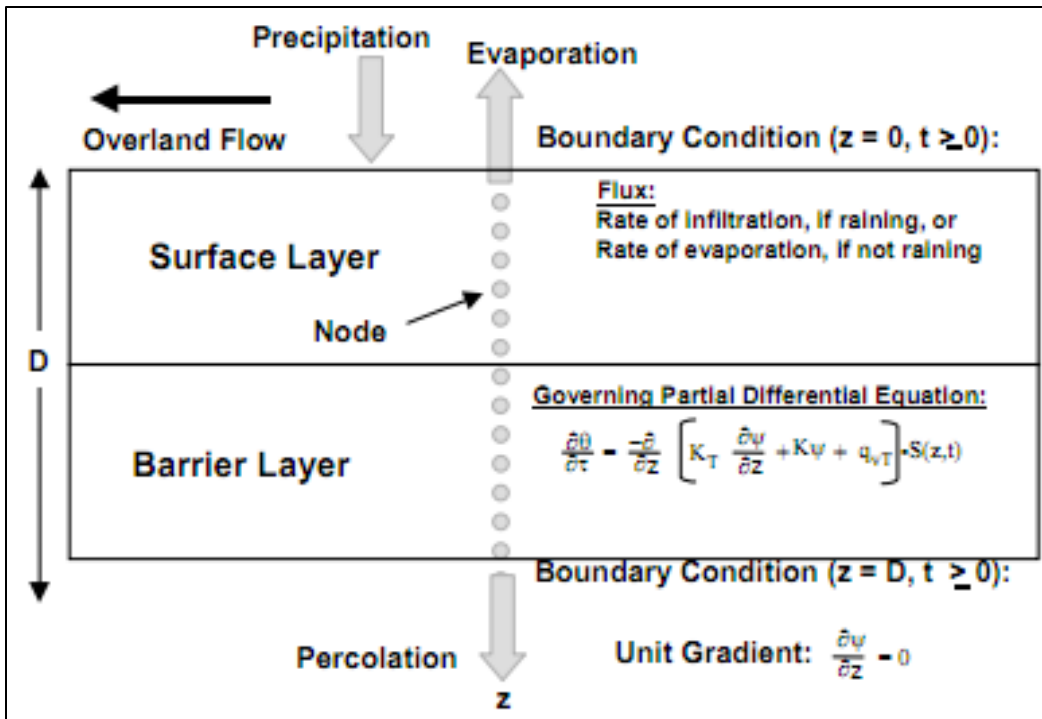 Precipitation
Evaporation
Overland Flow
Boundary Condition (z = 0, t ≥ 0):
Flux:
Rate of infiltration, if raining, or
Rate of evaporation, if not raining
Surface Layer
Node
D
Governing Partial Differential Equation:
∂θ/∂τ = -∂/∂z [K_T ∂ψ/∂z + Kψ + q_vT] • S(z,t)
Barrier Layer
Boundary Condition (z = D, t ≥ 0):
Percolation
Unit Gradient: ∂ψ/∂z = 0
z